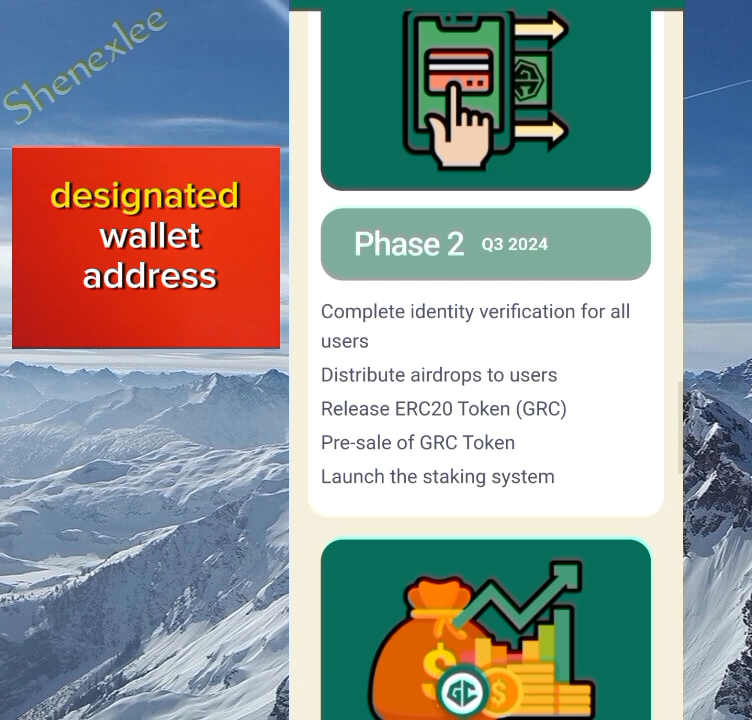 Shenexlee
designated
wallet
address
Phase 2 Q3 2024
Complete identity verification for all
users
Distribute airdrops to users
Release ERC20 Token (GRC)
Pre-sale of GRC Token
Launch the staking system
GC